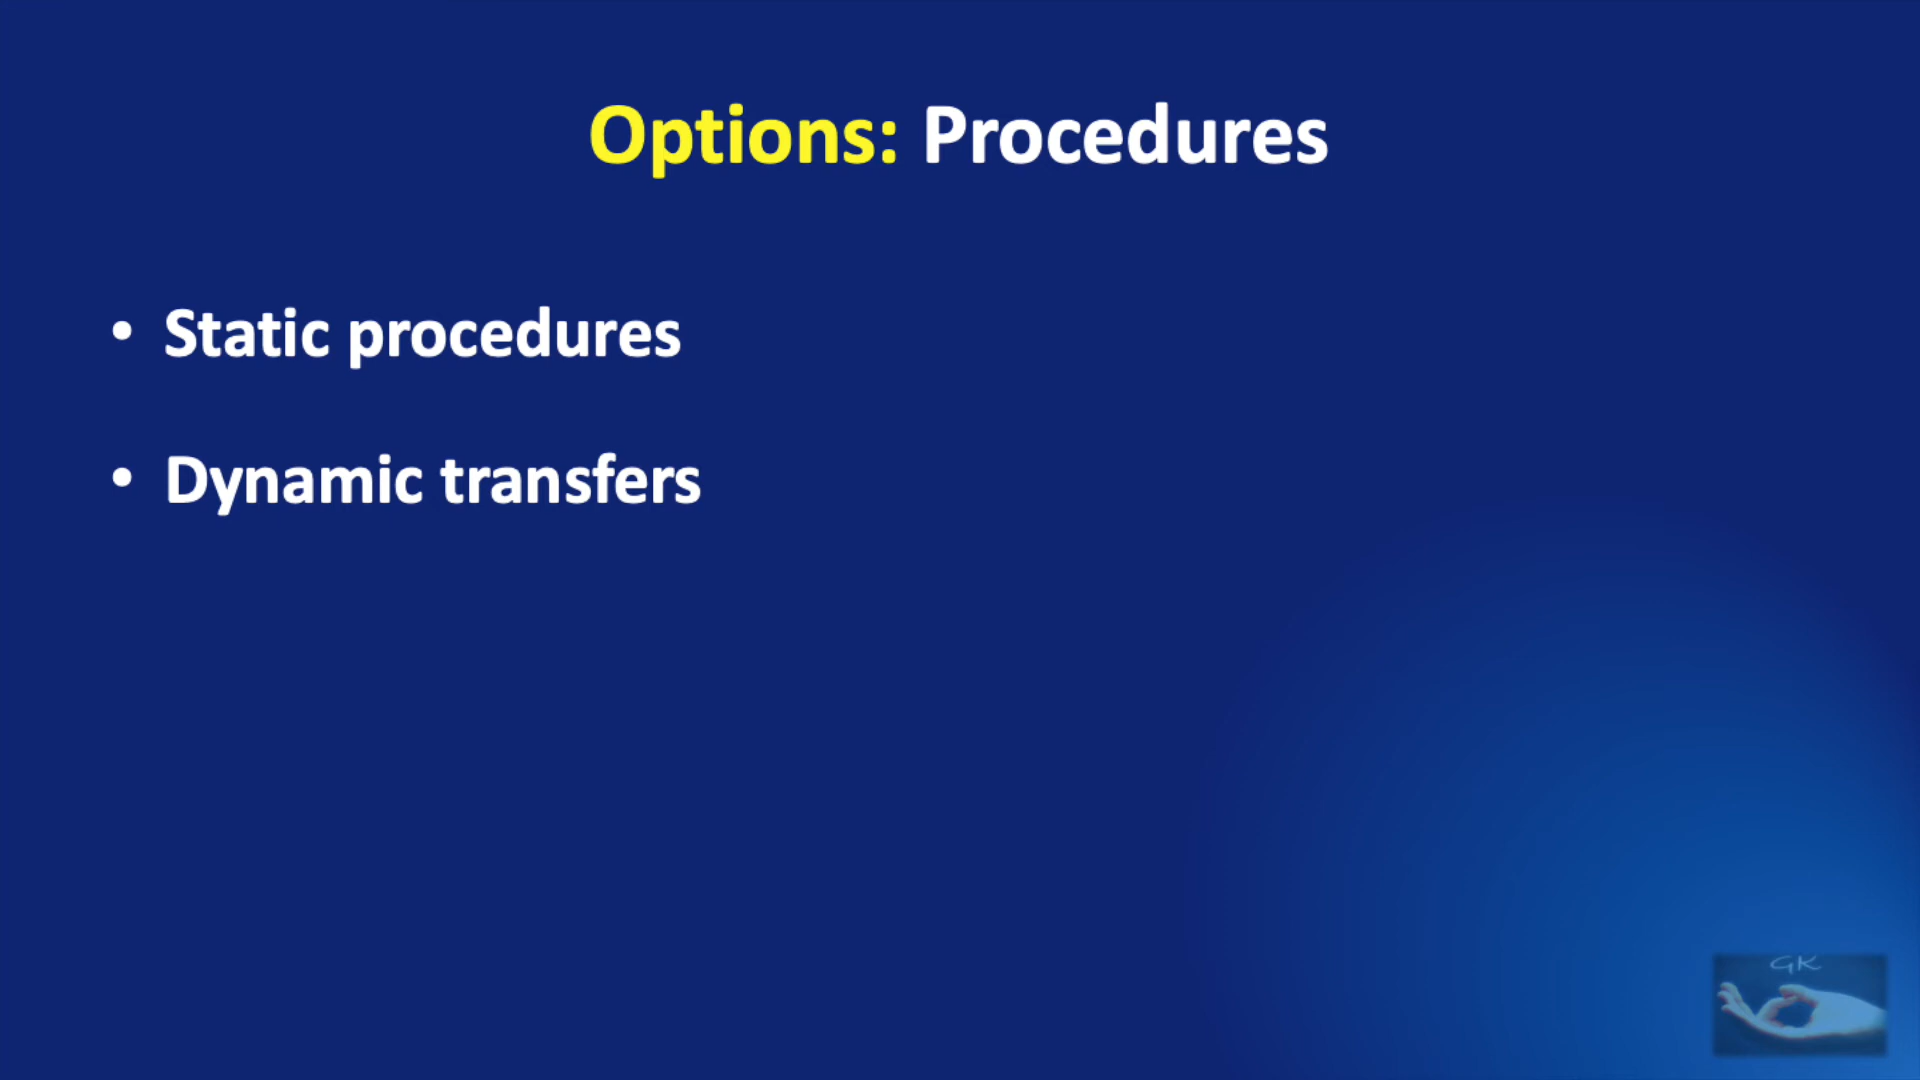 Options: Procedures
• Static procedures
• Dynamic transfers
GK